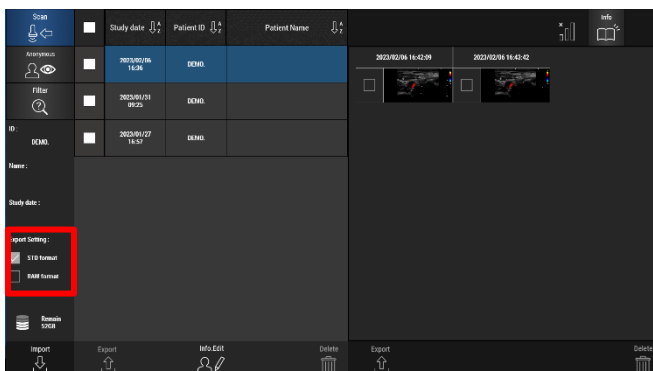 Scan
Anonymous
Filter
ID :
DEMO.
Name :
Study date :
Export Setting :
STD format
RAW format
Remain
52GB
Import
Study date
Patient ID
Patient Name
2023/02/06
16:36
DEMO.
2023/01/31
09:25
DEMO.
2023/01/27
16:57
DEMO.
Export
Info.Edit
Delete
Info
2023/02/06 16:42:09
2023/02/06 16:43:42
Export
Delete